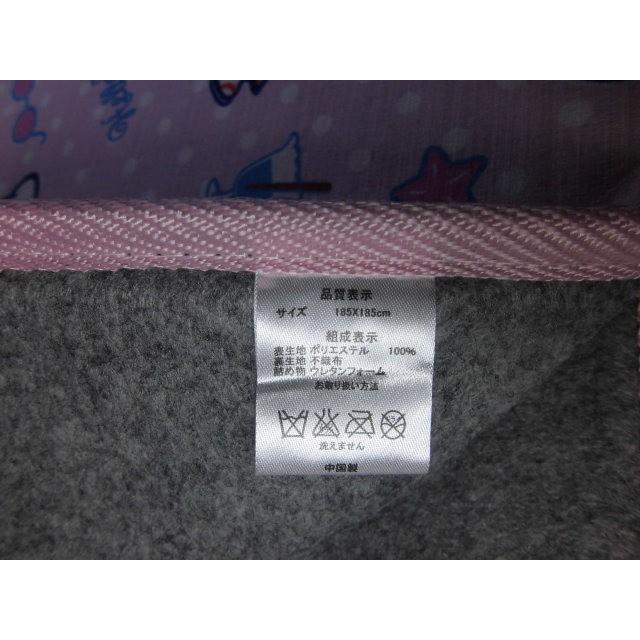 品質表示
サイズ 185X185cm
組成表示
表生地 ポリエステル 100%
裏生地 不織布
詰め物 ウレタンフォーム
お取り扱い方法
洗えません
中国製